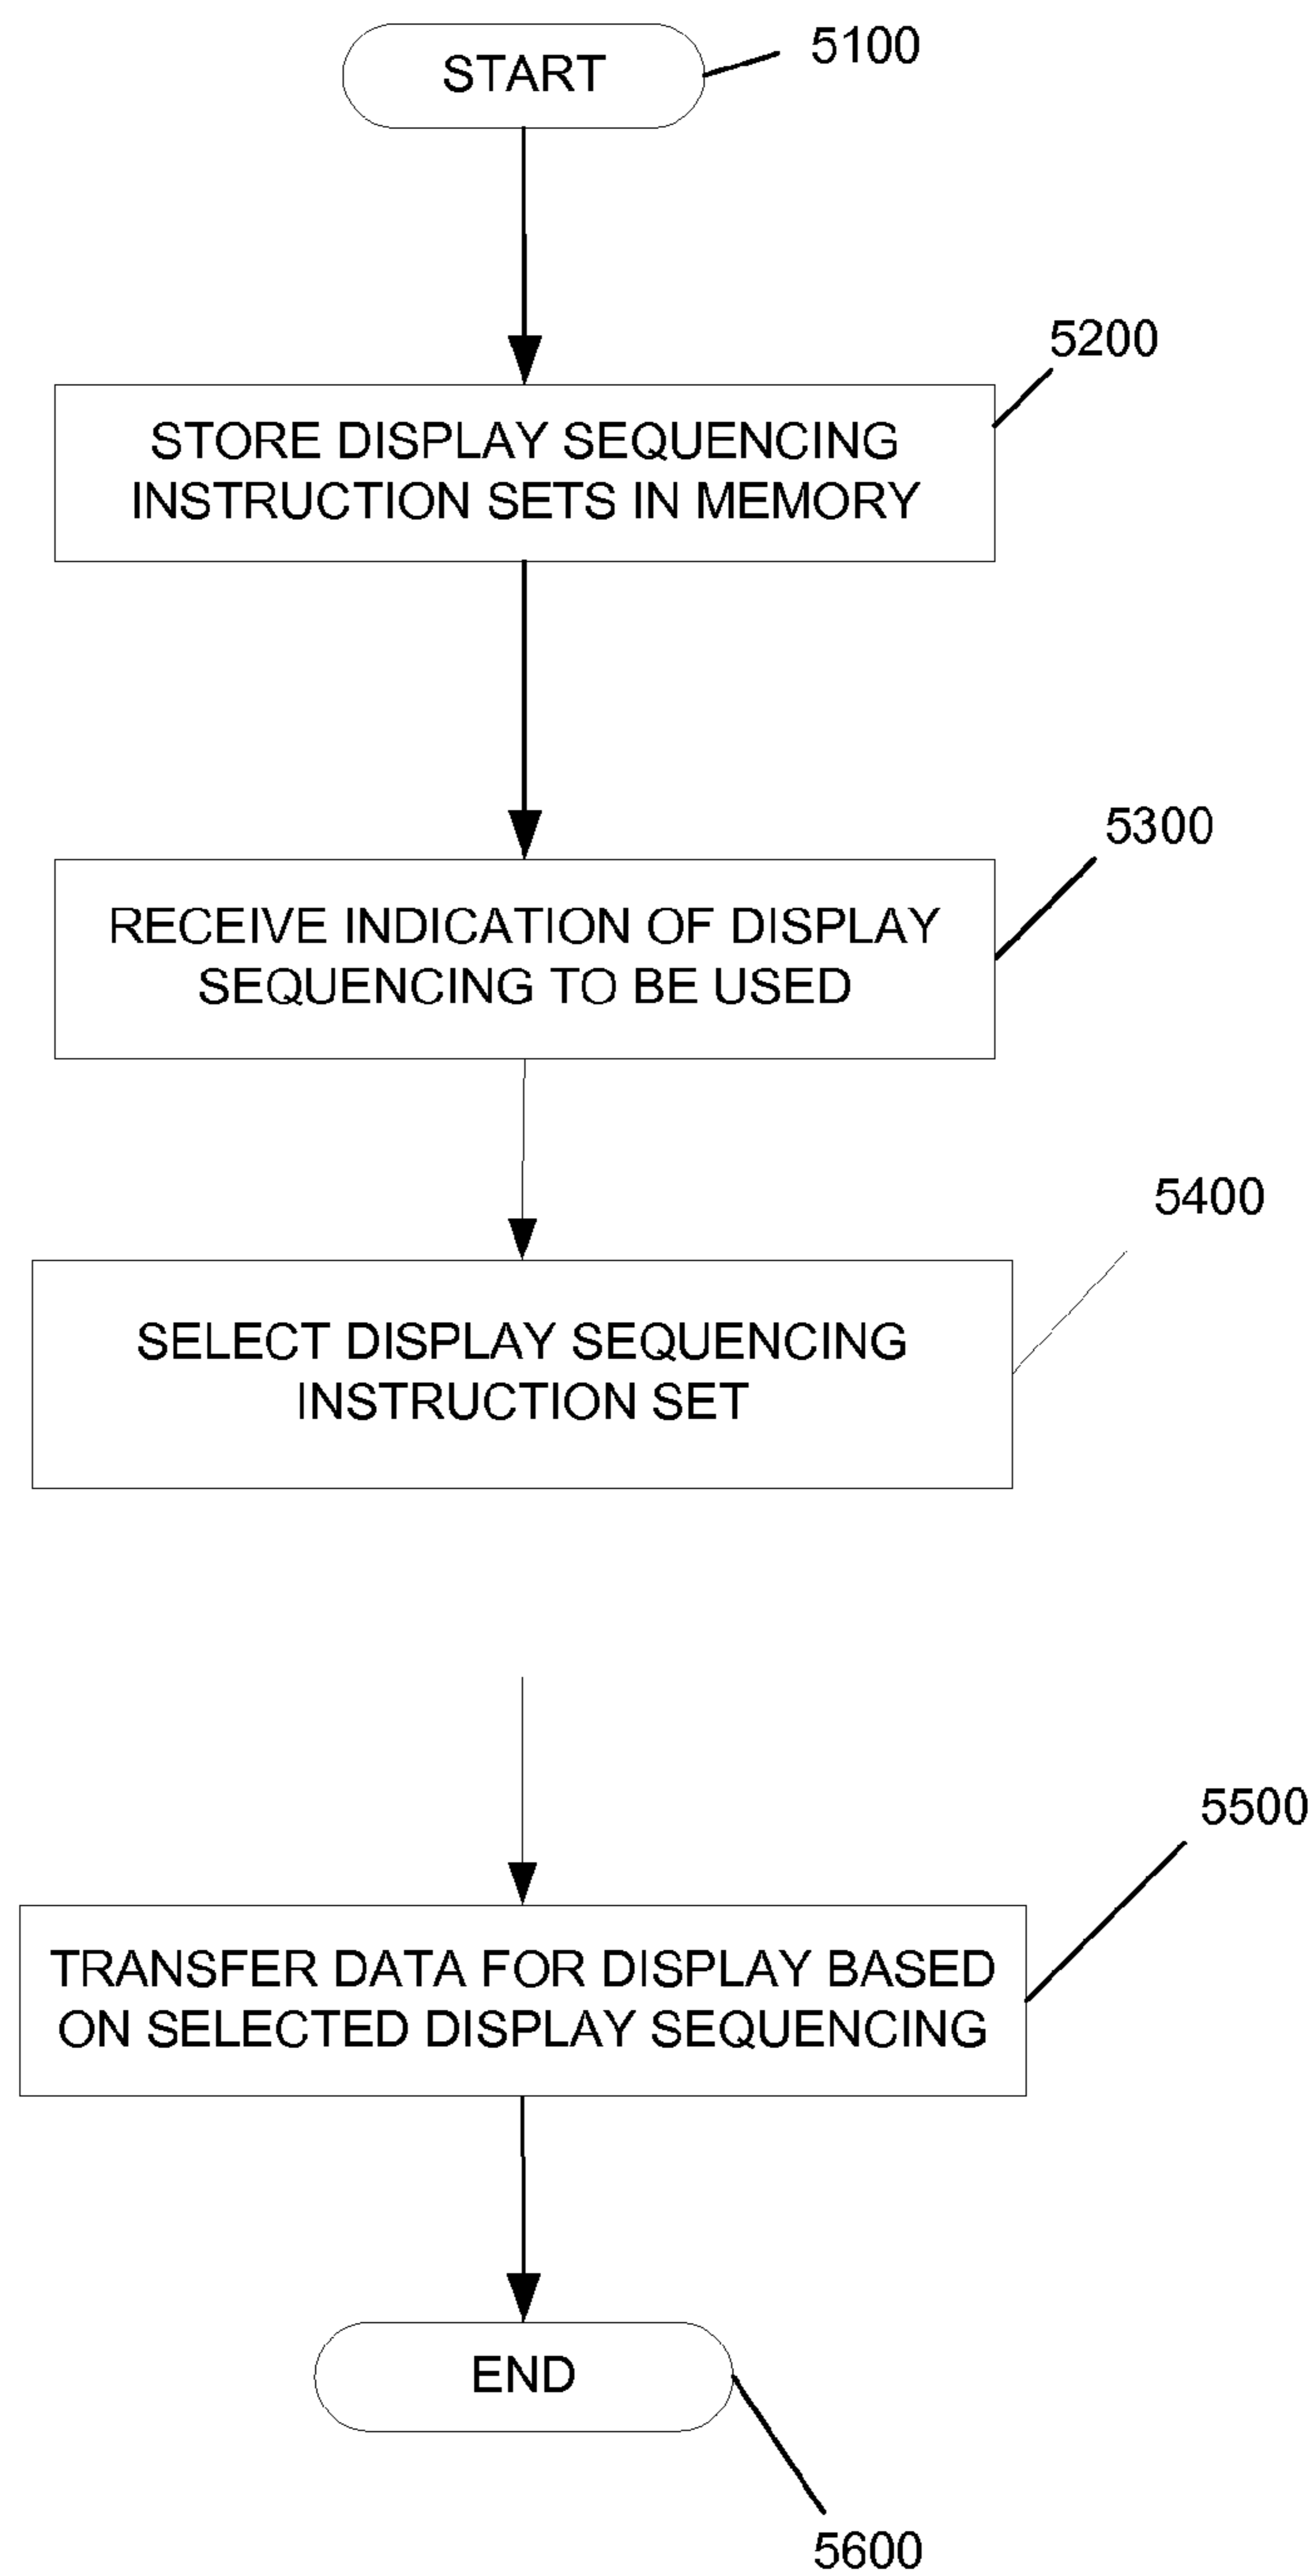 START
5100
5200
STORE DISPLAY SEQUENCING
INSTRUCTION SETS IN MEMORY
5300
RECEIVE INDICATION OF DISPLAY
SEQUENCING TO BE USED
5400
SELECT DISPLAY SEQUENCING
INSTRUCTION SET
5500
TRANSFER DATA FOR DISPLAY BASED
ON SELECTED DISPLAY SEQUENCING
END
5600